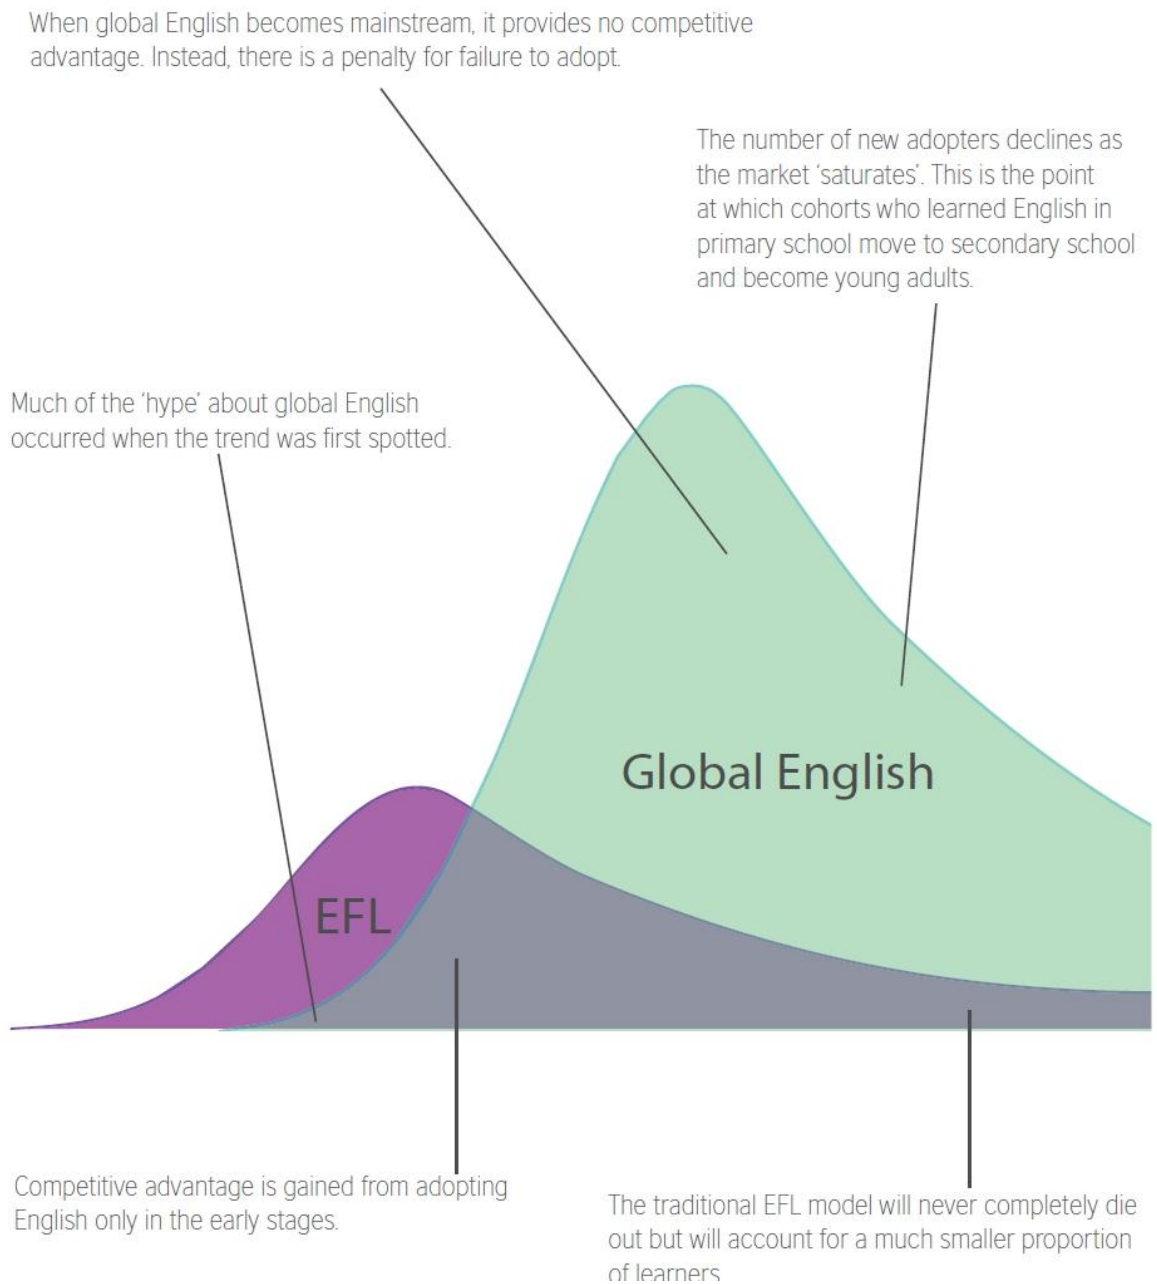 When global English becomes mainstream, it provides no competitive
advantage. Instead, there is a penalty for failure to adopt.
The number of new adopters declines as
the market ‘saturates’. This is the point
at which cohorts who learned English in
primary school move to secondary school
and become young adults.
Much of the ‘hype’ about global English
occurred when the trend was first spotted.
Global English
EFL
Competitive advantage is gained from adopting
English only in the early stages.
The traditional EFL model will never completely die
out but will account for a much smaller proportion
of learners